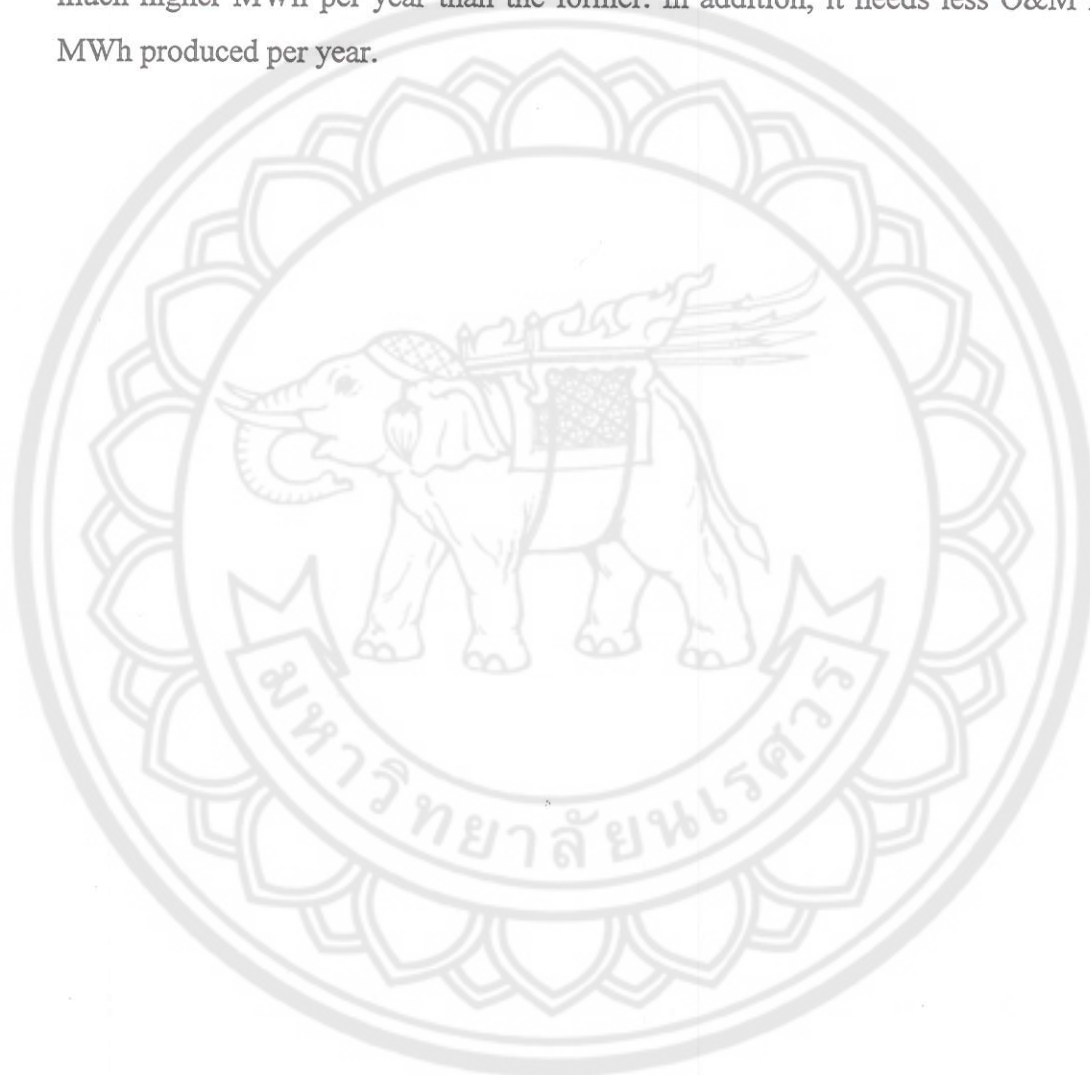 much higher MWh per year than the former. In addition, it needs less O&M
MWh produced per year.
มหาวิทยาลัยนเรศวร